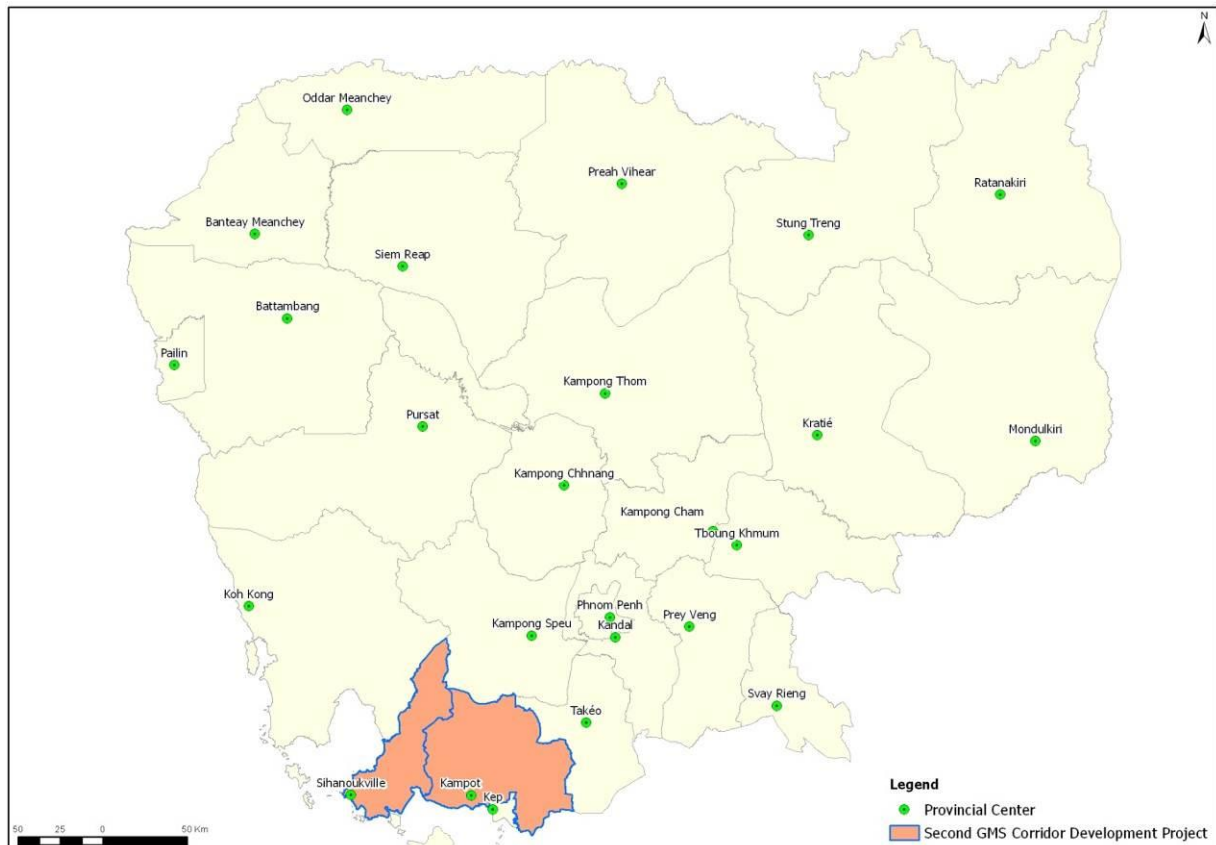 N
Oddar Meanchey
Preah Vihear
Ratanakiri
Banteay Meanchey
Stung Treng
Siem Reap
Battambang
Pailin
Kampong Thom
Pursat
Kratié
Mondulkiri
Kampong Chhnang
Kampong Cham
Tboung Khmum
Koh Kong
Phnom Penh
Prey Veng
Kampong Speu
Kandal
Svay Rieng
Takéo
Sihanoukville
Kampot
Kep
Legend
Provincial Center
Second GMS Corridor Development Project
50 25 0 50 Km